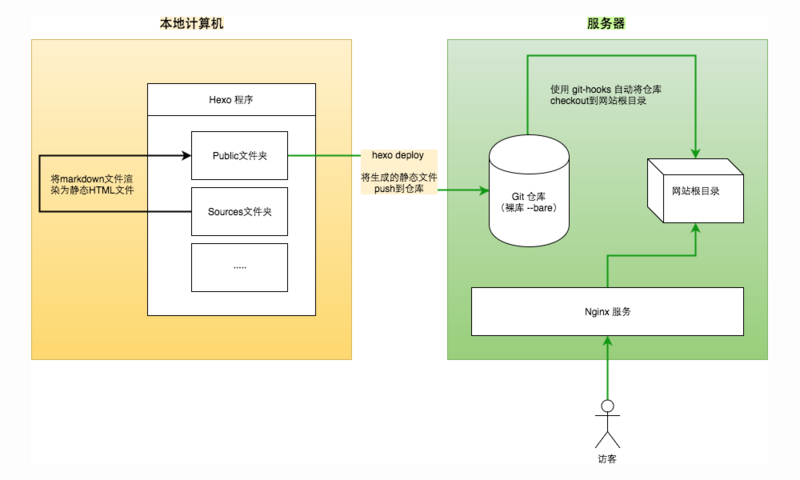 本地计算机
服务器
Hexo 程序
Public文件夹
将markdown文件渲
染为静态HTML文件
Sources文件夹
.....
hexo deploy
将生成的静态文件
push到仓库
使用 git-hooks 自动将仓库
checkout到网站根目录
Git 仓库
（裸库 --bare）
网站根目录
Nginx 服务
访客